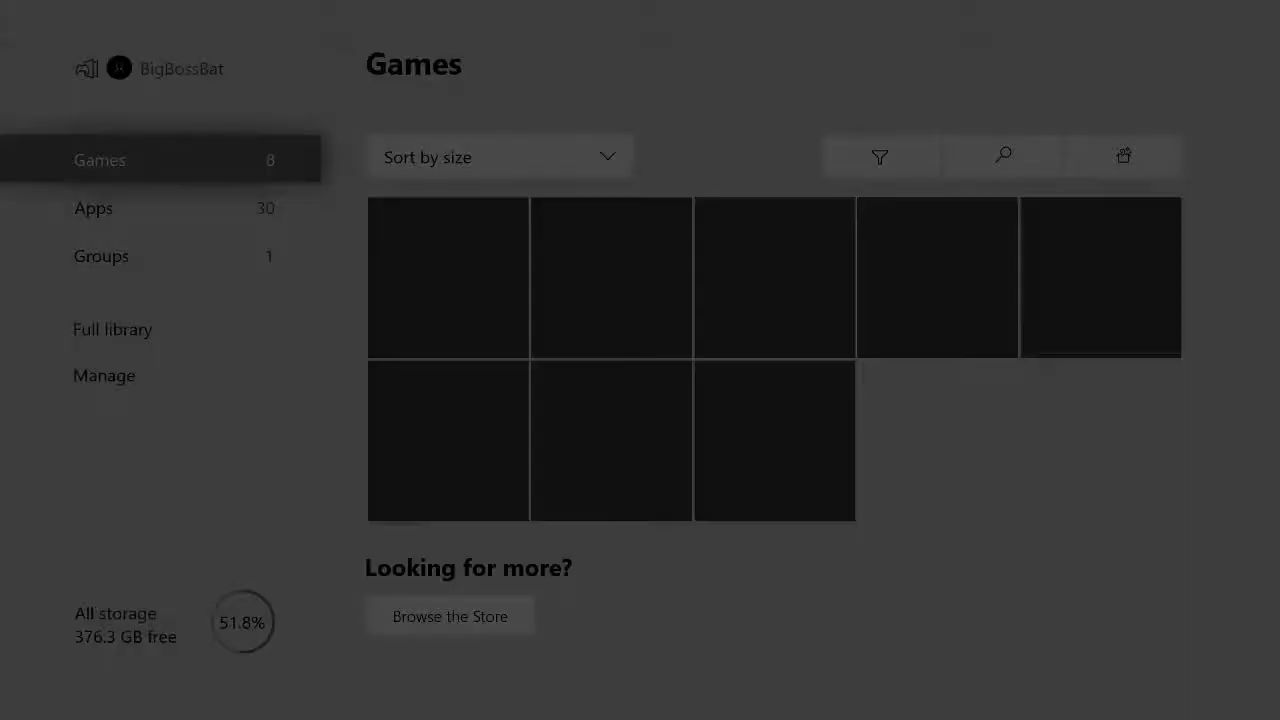 BigBossBat
Games
Games 8
Apps 30
Groups 1
Full library
Manage
All storage
376.3 GB free
51.8%
Sort by size
Looking for more?
Browse the Store